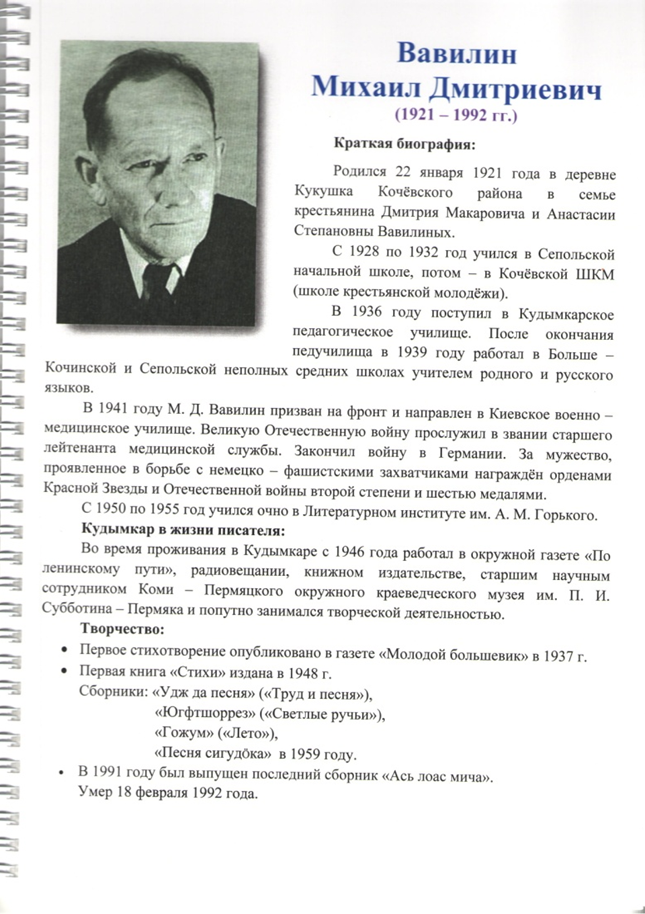 Вавилин
Михаил Дмитриевич
(1921 – 1992 гг.)
Краткая биография:
Родился 22 января 1921 года в деревне
Кукушка Кочёвского района в семье
крестьянина Дмитрия Макаровича и Анастасии
Степановны Вавилиных.
С 1928 по 1932 год учился в Сепольской
начальной школе, потом – в Кочёвской ШКМ
(школе крестьянской молодёжи).
В 1936 году поступил в Кудымкарское
педагогическое училище. После окончания
педучилища в 1939 году работал в Больше –
Кочинской и Сепольской неполных средних школах учителем родного и русского
языков.
В 1941 году М. Д. Вавилин призван на фронт и направлен в Киевское военно –
медицинское училище. Великую Отечественную войну прослужил в звании старшего
лейтенанта медицинской службы. Закончил войну в Германии. За мужество,
проявленное в борьбе с немецко – фашистскими захватчиками награждён орденами
Красной Звезды и Отечественной войны второй степени и шестью медалями.
С 1950 по 1955 год учился очно в Литературном институте им. А. М. Горького.
Кудымкар в жизни писателя:
Во время проживания в Кудымкаре с 1946 года работал в окружной газете «По
ленинскому пути», радиовещании, книжном издательстве, старшим научным
сотрудником Коми – Пермяцкого окружного краеведческого музея им. П. И.
Субботина – Пермяка и попутно занимался творческой деятельностью.
Творчество:
• Первое стихотворение опубликовано в газете «Молодой большевик» в 1937 г.
• Первая книга «Стихи» издана в 1948 г.
Сборники: «Удж да песня» («Труд и песня»),
«Югфтшоррез» («Светлые ручьи»),
«Гожум» («Лето»),
«Песня сигудӧка» в 1959 году.
• В 1991 году был выпущен последний сборник «Ась лоас мича».
Умер 18 февраля 1992 года.